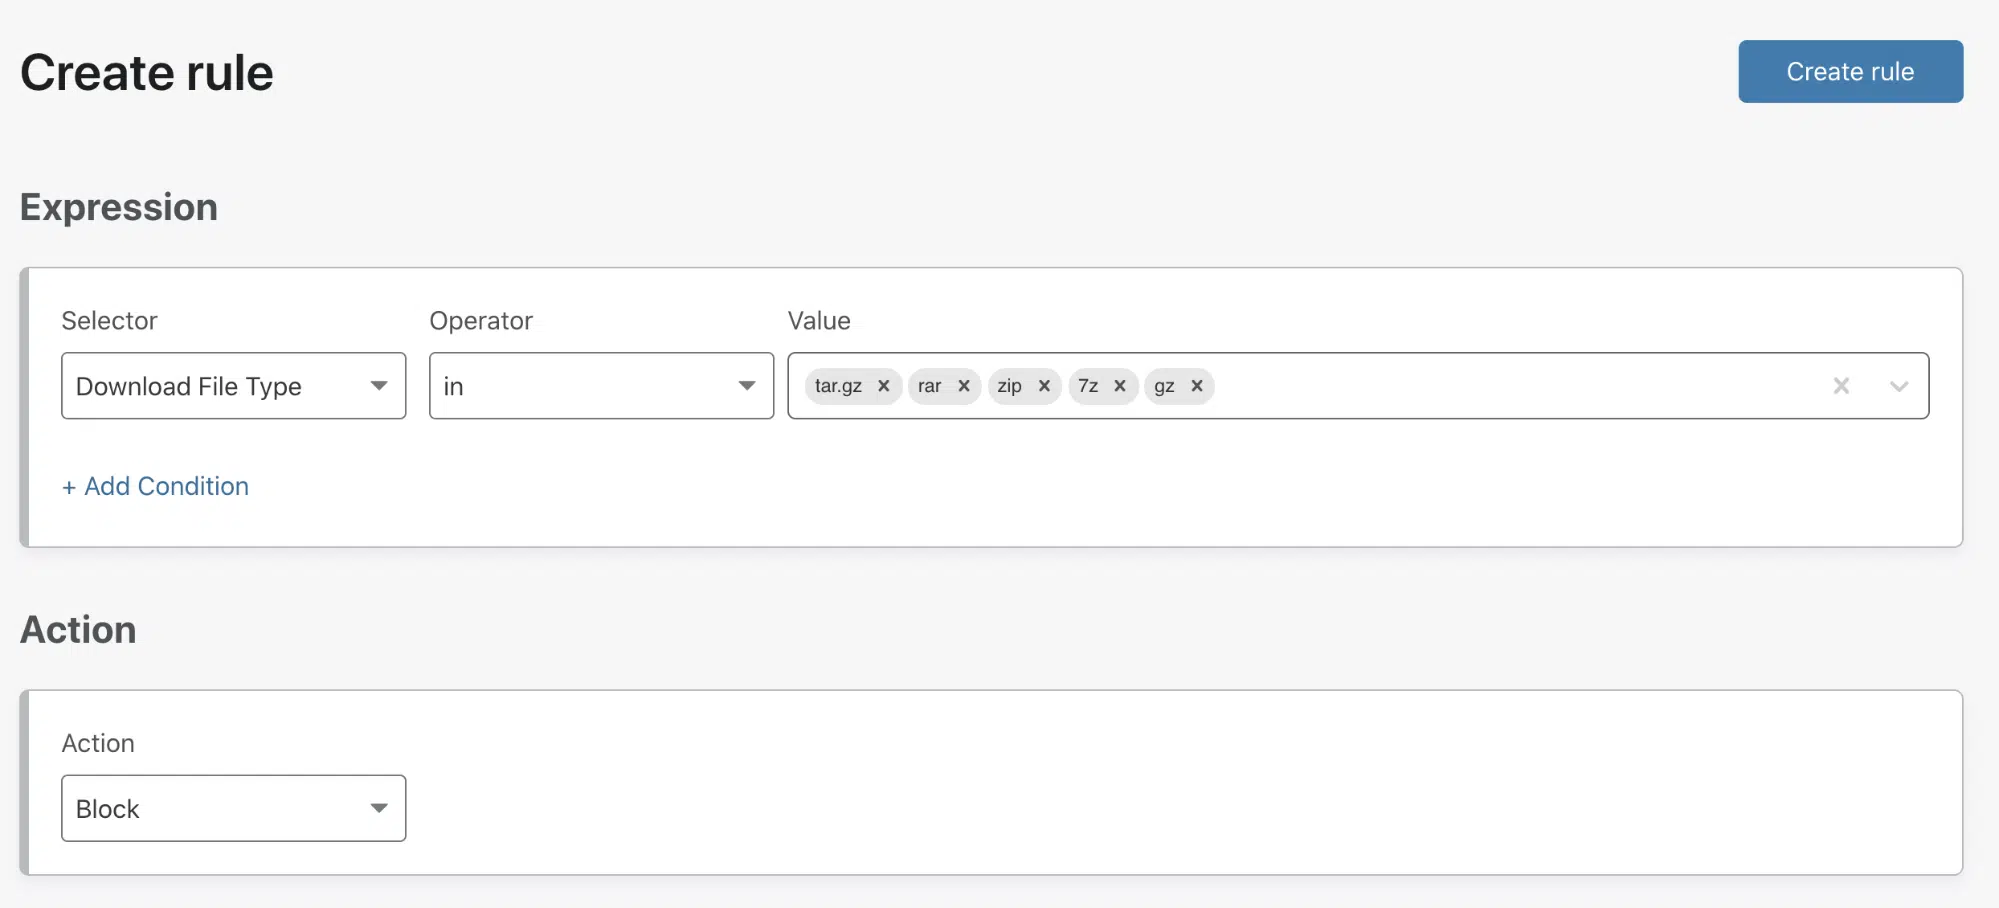 Create rule
Create rule
Expression
Selector Operator Value
Download File Type in tar.gz rar zip 7z gz
+ Add Condition
Action
Action
Block